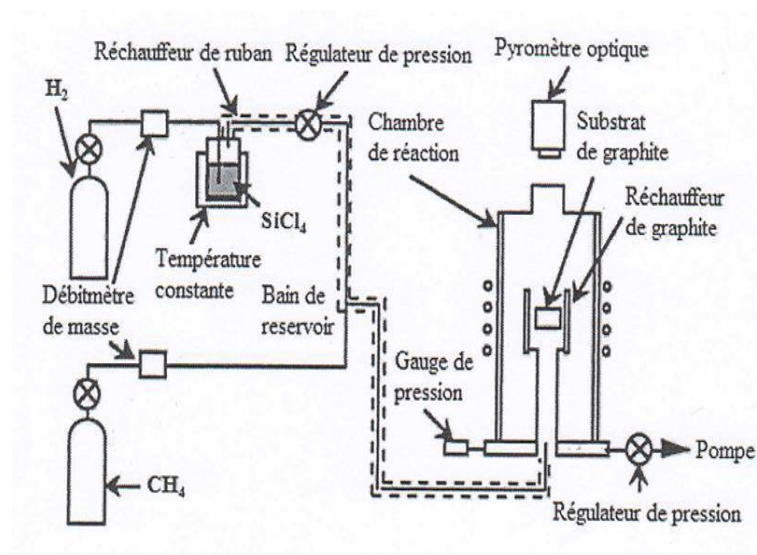 Réchauffeur de ruban
Régulateur de pression
Pyromètre optique
H₂
Chambre
de réaction
Substrat
de graphite
SiCl₄
Réchauffeur
de graphite
Température
constante
Débitmètre
de masse
Bain de
reservoir
Gauge de
pression
CH₄
Pompe
Régulateur de pression